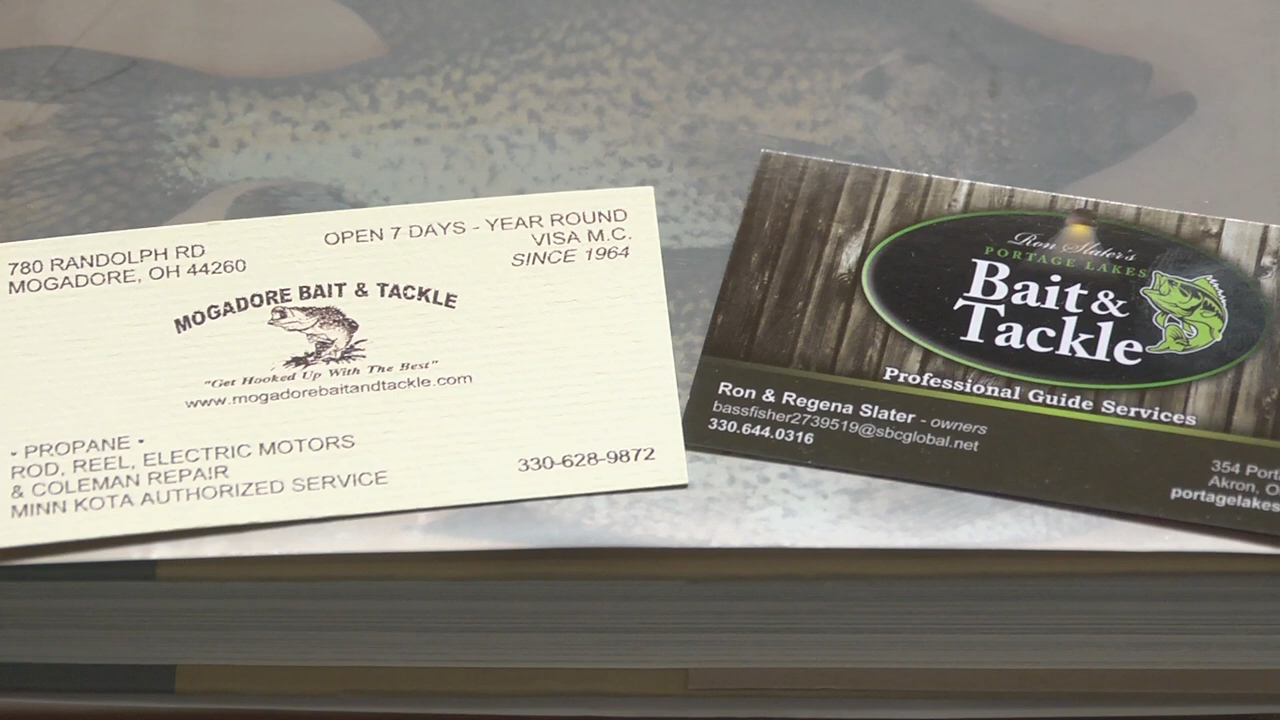 780 RANDOLPH RD
MOGADORE, OH 44260
OPEN 7 DAYS - YEAR ROUND
VISA M.C.
SINCE 1964
MOGADORE BAIT & TACKLE
"Get Hooked Up With The Best"
www.mogadorebaitandtackle.com
• PROPANE •
ROD, REEL, ELECTRIC MOTORS
& COLEMAN REPAIR
MINN KOTA AUTHORIZED SERVICE
330-628-9872
Ron Slater's
PORTAGE LAKES
Bait &
Tackle
Professional Guide Services
Ron & Regena Slater - owners
bassfisher2739519@sbcglobal.net
330.644.0316
354 Port
Akron, O
portagelakes